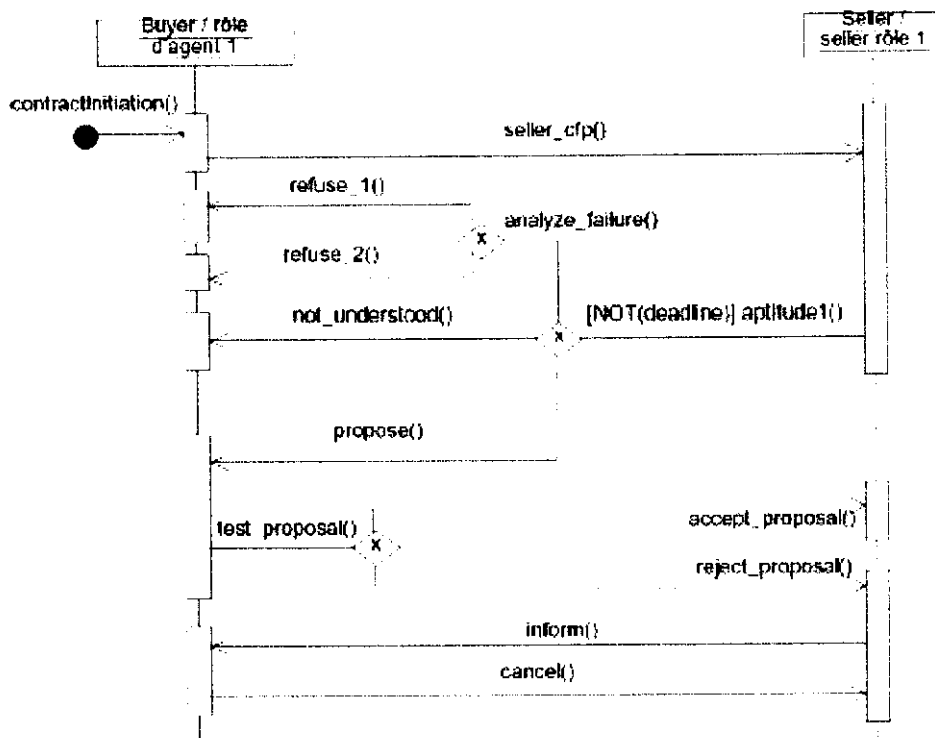 Buyer / rôle
d'agent 1
Seller /
seller rôle 1
contractInitiation()
seller_cfp()
refuse_1()
analyze_failure()
x
refuse_2()
not_understood()
x
[NOT(deadline)] aptitude1()
propose()
test_proposal()
x
accept_proposal()
reject_proposal()
inform()
cancel()